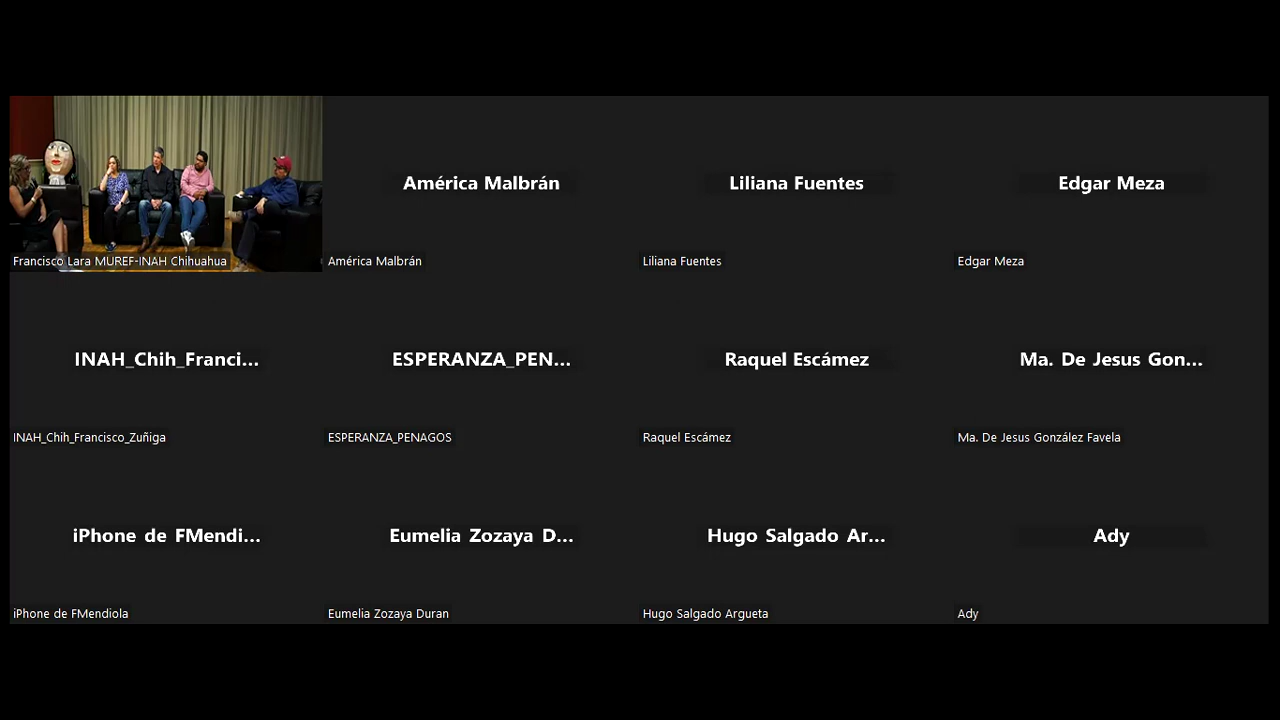 América Malbrán
Liliana Fuentes
Edgar Meza
Francisco Lara MUREF-INAH Chihuahua
América Malbrán
Liliana Fuentes
Edgar Meza
INAH_Chih_Franci...
ESPERANZA_PEN...
Raquel Escámez
Ma. De Jesus Gon...
INAH_Chih_Francisco_Zuñiga
ESPERANZA_PENAGOS
Raquel Escámez
Ma. De Jesus González Favela
iPhone de FMendi...
Eumelia Zozaya D...
Hugo Salgado Ar...
Ady
iPhone de FMendiola
Eumelia Zozaya Duran
Hugo Salgado Argueta
Ady